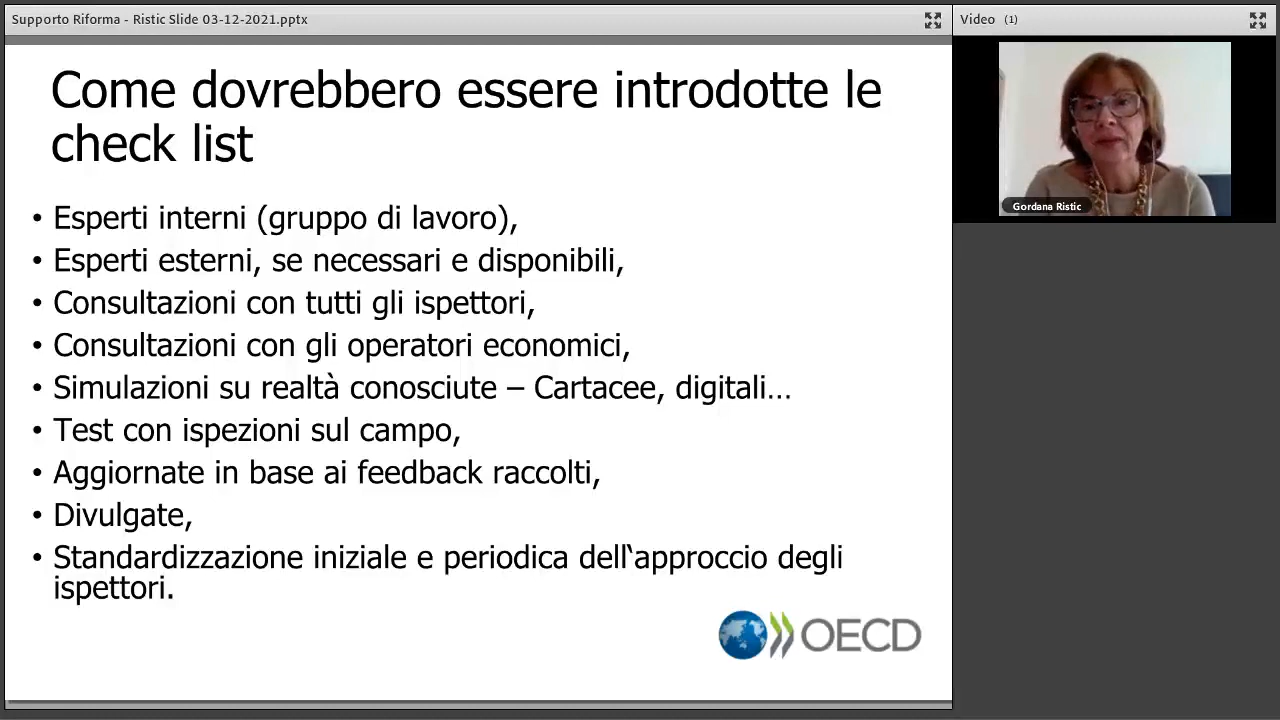 Supporto Riforma - Ristic Slide 03-12-2021.pptx
Video (1)
Come dovrebbero essere introdotte le
check list
• Esperti interni (gruppo di lavoro),
• Esperti esterni, se necessari e disponibili,
• Consultazioni con tutti gli ispettori,
• Consultazioni con gli operatori economici,
• Simulazioni su realtà conosciute – Cartacee, digitali…
• Test con ispezioni sul campo,
• Aggiornate in base ai feedback raccolti,
• Divulgate,
• Standardizzazione iniziale e periodica dell‛approccio degli
ispettori.
OECD
Gordana Ristic